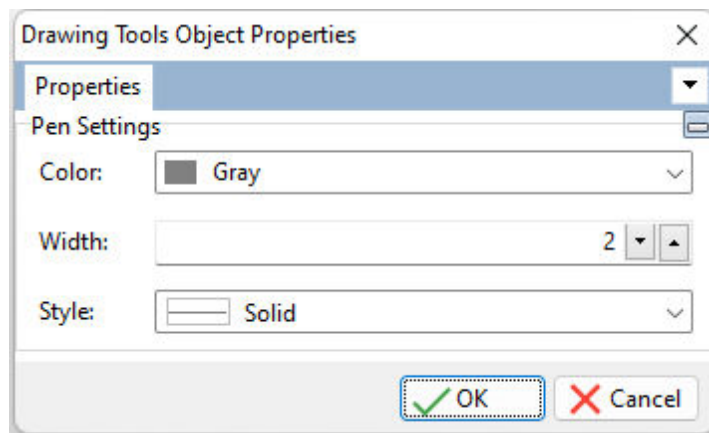 Drawing Tools Object Properties
Properties
Pen Settings
Color: Gray
Width: 2
Style: Solid
OK Cancel